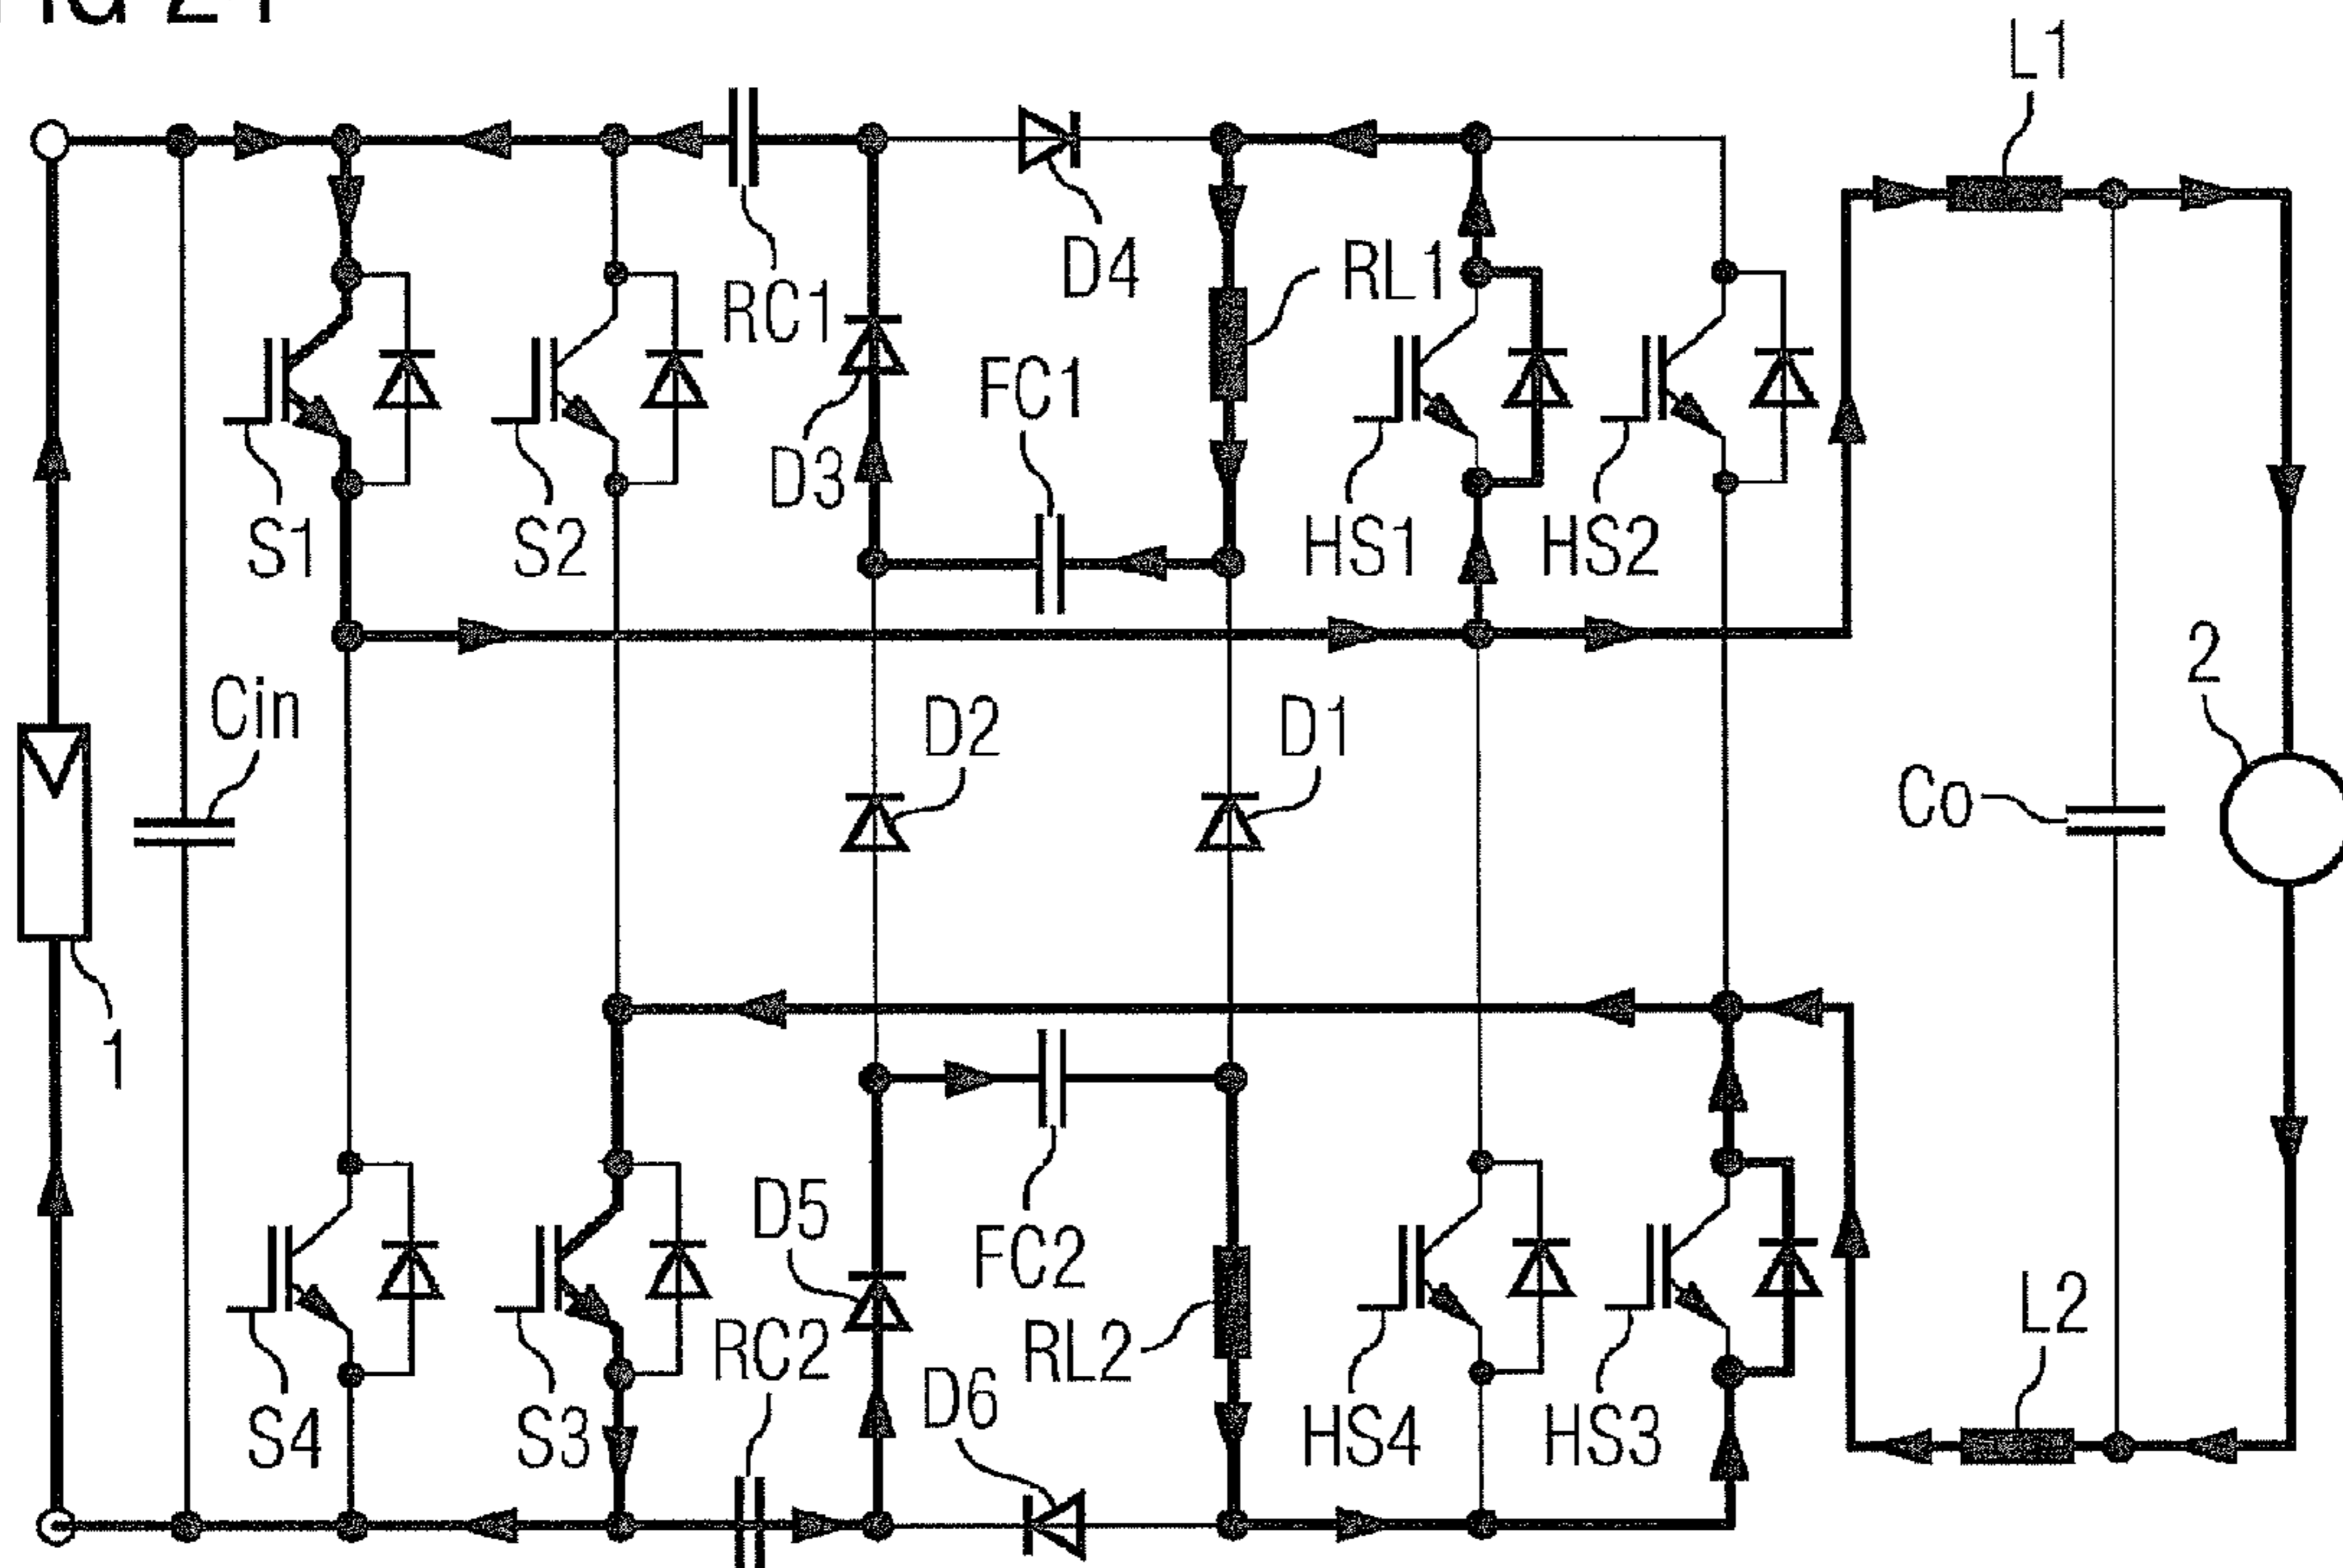 L1
D4
RL1
RC1
FC1
D3
S1
S2
HS1
HS2
2
Cin
D2
D1
Co
1
D5
FC2
L2
RC2
RL2
D6
S4
S3
HS4
HS3